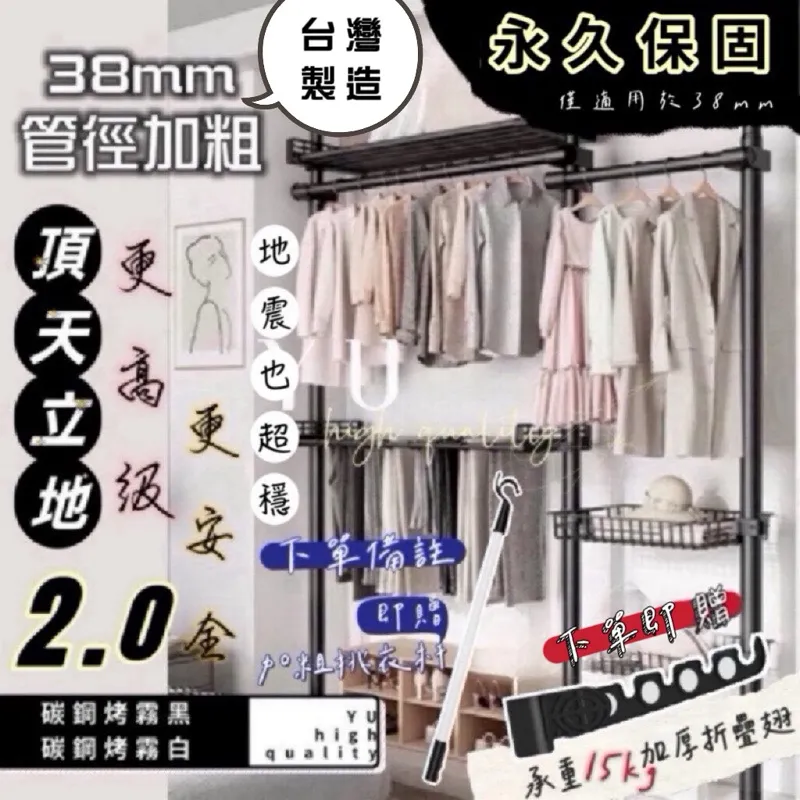 台灣
製造
永久保固
僅適用於38mm
38mm
管徑加粗
頂天立地
更高級
更安全
地震也超穩
2.0
YU
high quality
下單備註
即贈
加粗挑衣杆
下單即贈
承重15kg加厚折疊翅
碳鋼烤霧黑
碳鋼烤霧白
YU
high
quality